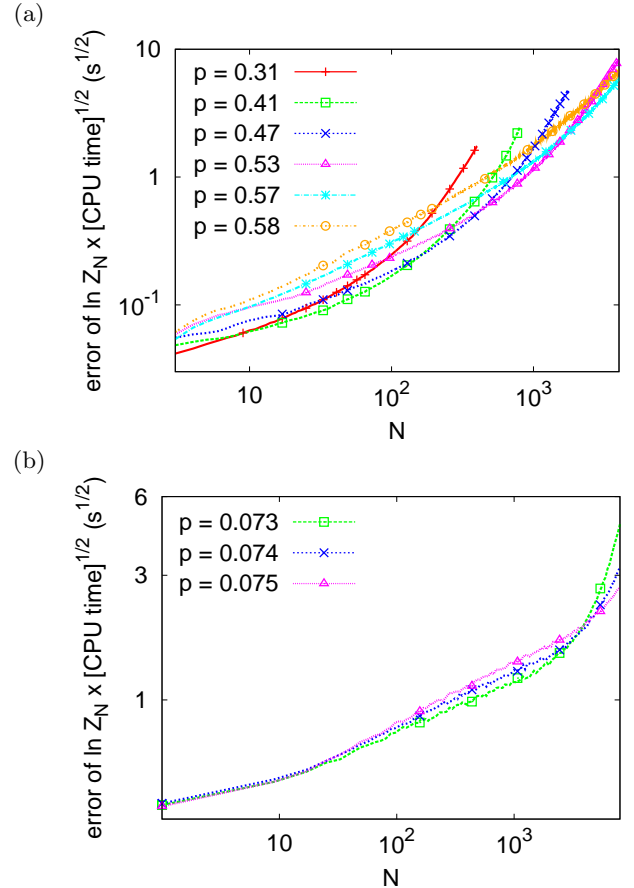 (a)
error of ln Z_N x [CPU time]^{1/2} (s^{1/2})
10
1
10^{-1}
p = 0.31
p = 0.41
p = 0.47
p = 0.53
p = 0.57
p = 0.58
10
10^2
10^3
N
(b)
error of ln Z_N x [CPU time]^{1/2} (s^{1/2})
6
3
1
p = 0.073
p = 0.074
p = 0.075
10
10^2
10^3
N